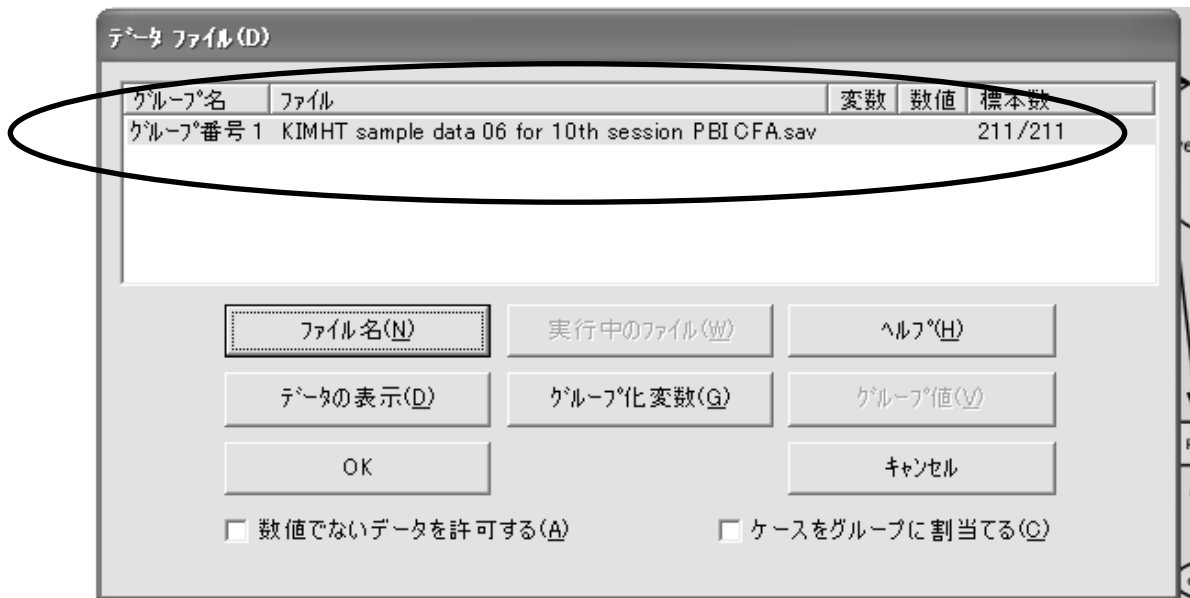 データ ファイル(D)
グループ名 ファイル 変数 数値 標本数
グループ番号 1 KIMHT sample data 06 for 10th session PBI CFA.sav 211/211
ファイル名(N) 実行中のファイル(W) ヘルプ(H)
データの表示(D) グループ化変数(G) グループ値(V)
OK キャンセル
数値でないデータを許可する(A) ケースをグループに割当てる(C)